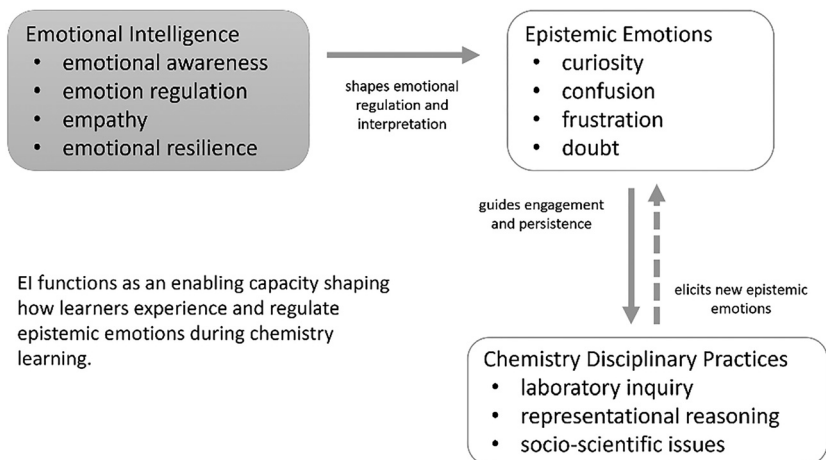 Emotional Intelligence
• emotional awareness
• emotion regulation
• empathy
• emotional resilience
shapes emotional
regulation and
interpretation
Epistemic Emotions
• curiosity
• confusion
• frustration
• doubt
guides engagement
and persistence
elicits new epistemic
emotions
EI functions as an enabling capacity shaping
how learners experience and regulate
epistemic emotions during chemistry
learning.
Chemistry Disciplinary Practices
• laboratory inquiry
• representational reasoning
• socio-scientific issues